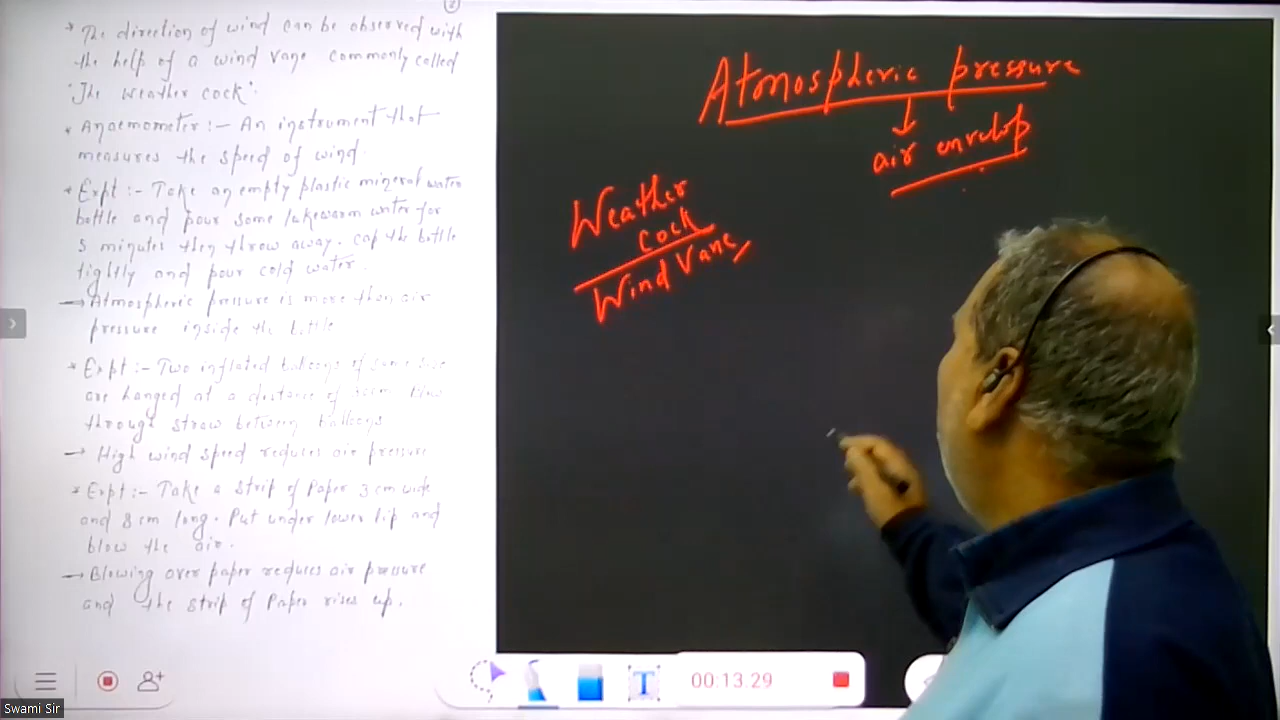 2
* The direction of wind can be observed with
the help of a wind vane commonly called
"The weather cock".
* Anaemometer :- An instrument that
measures the speed of wind.
* Expt :- Take an empty plastic mineral water
bottle and pour some lukewarm water for
5 minutes then throw away. cap the bottle
tightly and pour cold water.
→ Atmospheric pressure is more than air
pressure inside the bottle
* Expt :- Two inflated balloons of same size
are hanged at a distance of
through straw between balloons
→ High wind speed reduces air pressure
* Expt :- Take a strip of paper 3 cm wide
and 8 cm long. Put under lower lip and
blow the air.
→ Blowing over paper reduces air pressure
and the strip of Paper rises up.
Atmospheric pressure
air envelop
Weather
cock
Wind Vane
T
00:13.29
Swami Sir